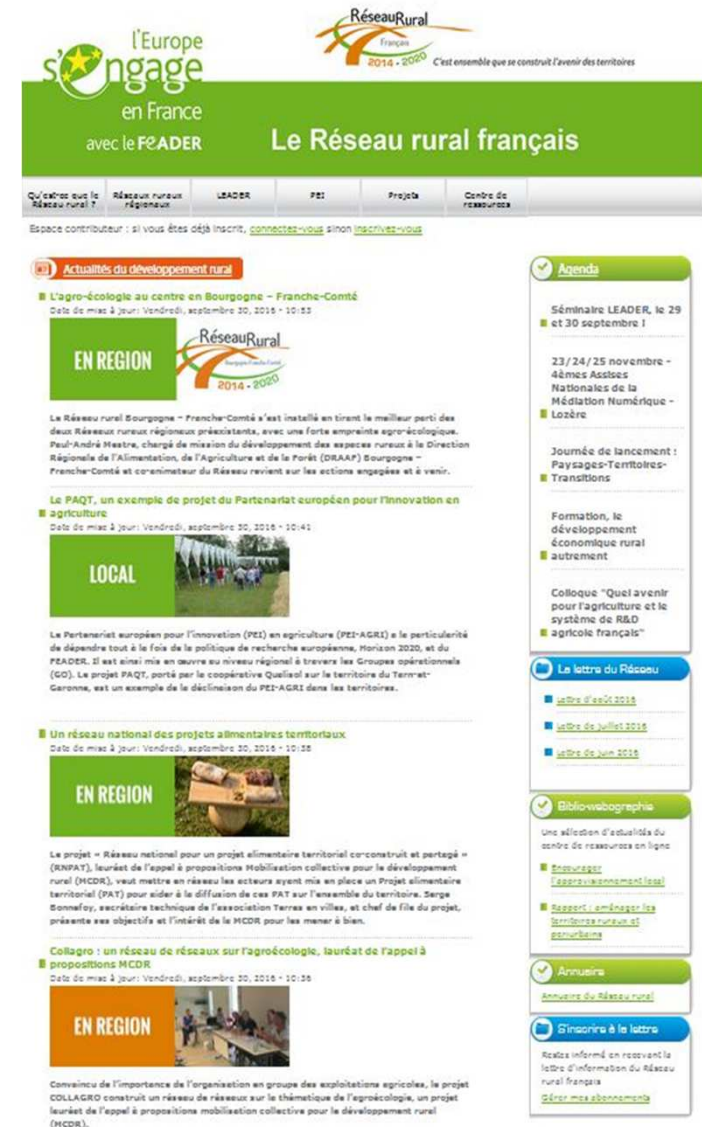 l'Europe
s'engage
en France
avec le FEADER
RéseauRural
Français
2014 - 2020
C'est ensemble que se construit l'avenir des territoires
Le Réseau rural français
Qu'est-ce que le
Réseau rural ?
Réseaux ruraux
régionaux
LEADER
PEI
Projets
Centre de
ressources
Espace contributeur : si vous êtes déjà inscrit, connectez-vous sinon inscrivez-vous
Actualités du développement rural
L'agro-écologie au centre en Bourgogne – Franche-Comté
Date de mise à jour: Vendredi, septembre 30, 2016 - 10:53
EN REGION
RéseauRural
Bourgogne Franche-Comté
2014 - 2020
Le Réseau rural Bourgogne – Franche-Comté s'est installé en tirant le meilleur parti des
deux Réseaux ruraux régionaux préexistants, avec une forte empreinte agro-écologique.
Paul-André Mestre, chargé de mission du développement des espaces ruraux à la Direction
Régionale de l'Alimentation, de l'Agriculture et de la Forêt (DRAAF) Bourgogne –
Franche-Comté et co-animateur du Réseau revient sur les actions engagées et à venir.
Le PAQT, un exemple de projet du Partenariat européen pour l'innovation en
agriculture
Date de mise à jour: Vendredi, septembre 30, 2016 - 10:41
LOCAL
Le Partenariat européen pour l'innovation (PEI) en agriculture (PEI-AGRI) a le particularité
de dépendre tout à la fois de la politique de recherche européenne, Horizon 2020, et du
FEADER. Il est ainsi mis en œuvre au niveau régional à travers les Groupes opérationnels
(GO). Le projet PAQT, porté par le coopérative Qualisol sur le territoire du Tarn-et-
Garonne, est un exemple de la déclinaison du PEI-AGRI dans les territoires.
Un réseau national des projets alimentaires territoriaux
Date de mise à jour: Vendredi, septembre 30, 2016 - 10:38
EN REGION
Le projet « Réseau national pour un projet alimentaire territorial co-construit et partagé »
(RNPAT), lauréat de l'appel à propositions Mobilisation collective pour le développement
rural (MCDR), veut mettre en réseau les acteurs ayant mis en place un Projet alimentaire
territorial (PAT) pour aider à la diffusion de ces PAT sur l'ensemble du territoire. Serge
Bonnefoy, secrétaire technique de l'association Terres en villes, et chef de file du projet,
présente ses objectifs et l'intérêt de la MCDR pour les mener à bien.
Collagro : un réseau de réseaux sur l'agroécologie, lauréat de l'appel à
propositions MCDR
Date de mise à jour: Vendredi, septembre 30, 2016 - 10:36
EN REGION
Convaincu de l'importance de l'organisation en groupe des exploitations agricoles, le projet
COLLAGRO construit un réseau de réseaux sur le thématique de l'agroécologie, un projet
lauréat de l'appel à propositions mobilisation collective pour le développement rural
(MCDR).
Agenda
Séminaire LEADER, le 29
et 30 septembre !
23/24/25 novembre -
4èmes Assises
Nationales de la
Médiation Numérique -
Lozère
Journée de lancement :
Paysages-Territoires-
Transitions
Formation, le
développement
économique rural
autrement
Colloque "Quel avenir
pour l'agriculture et le
système de R&D
agricole français"
La lettre du Réseau
Lettre d'août 2016
Lettre de juillet 2016
Lettre de juin 2016
Biblio-webographie
Une sélection d'actualités du
centre de ressources en ligne
Encourager
l'approvisionnement local
Rapport : aménager les
territoires ruraux et
périurbains
Annuaire
Annuaire du Réseau rural
S'inscrire à la lettre
Restez informé en recevant la
lettre d'information du Réseau
rural français
Gérer mes abonnements